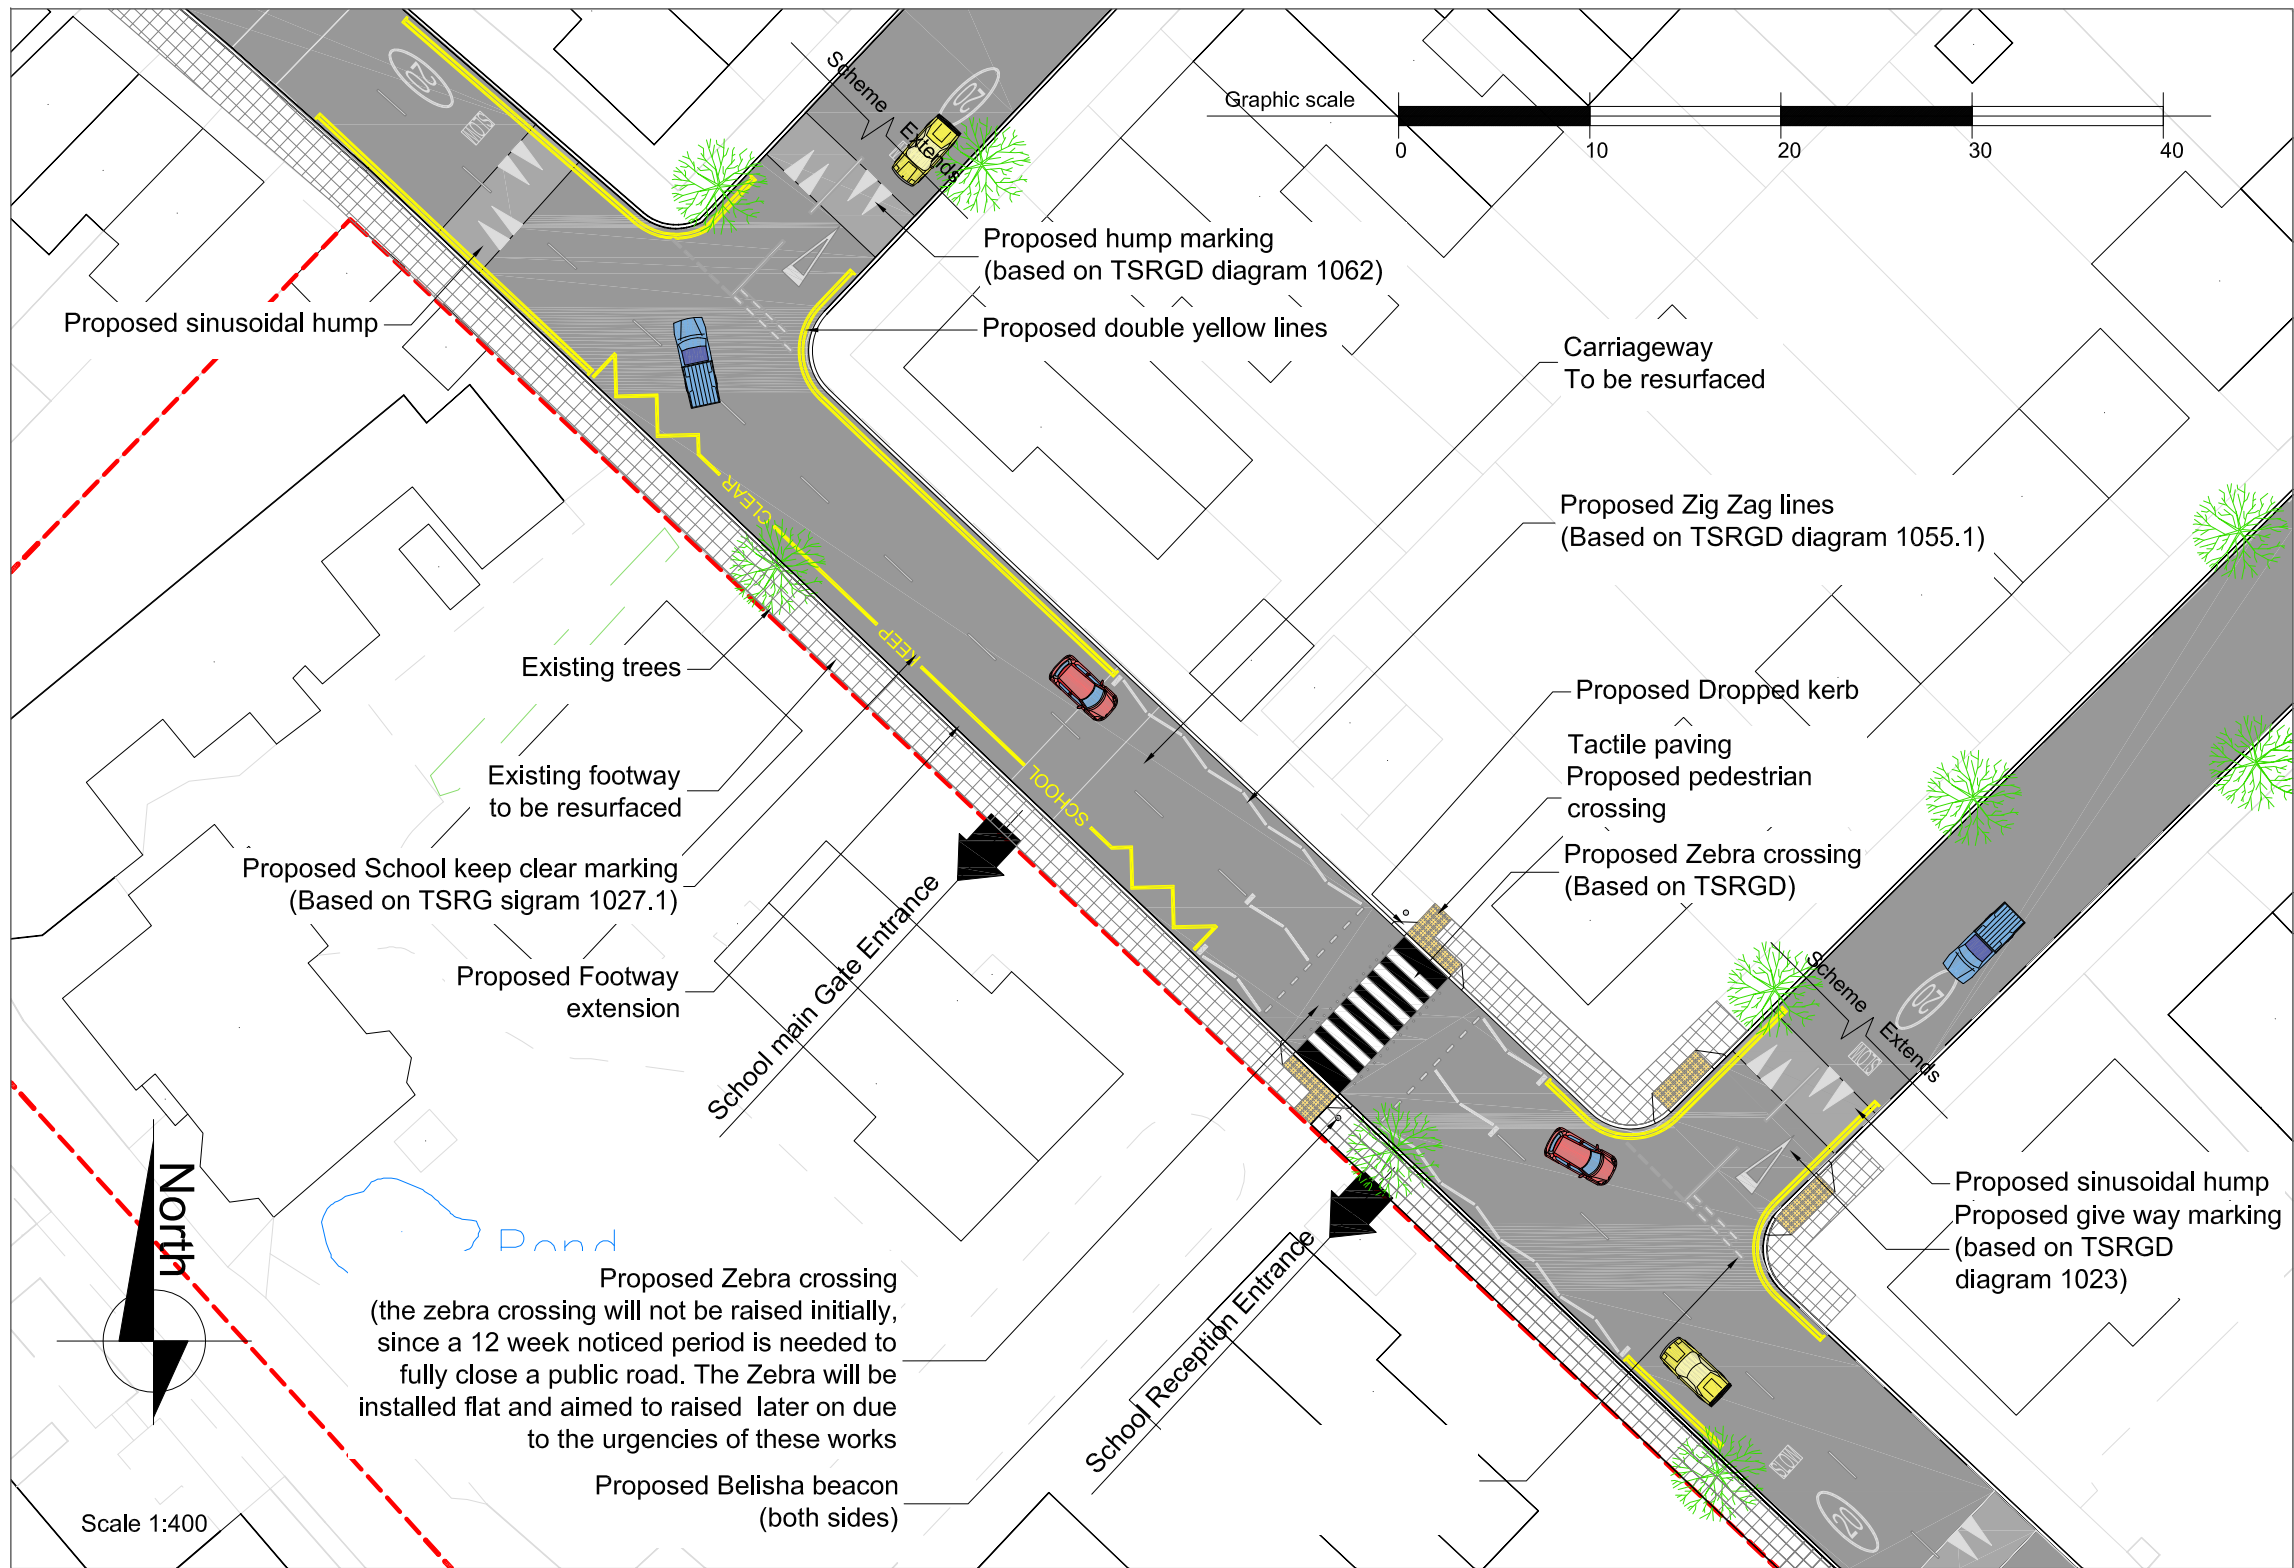 20
SLOW
Scheme
Extends
20
Graphic scale
0
10
20
30
40
Proposed hump marking
(based on TSRGD diagram 1062)
Proposed sinusoidal hump
Proposed double yellow lines
Carriageway
To be resurfaced
CLEAR
KEEP
SCHOOL
Proposed Zig Zag lines
(Based on TSRGD diagram 1055.1)
Existing trees
Proposed Dropped kerb
Tactile paving
Proposed pedestrian
crossing
Existing footway
to be resurfaced
Proposed Zebra crossing
(Based on TSRGD)
Proposed School keep clear marking
(Based on TSRG sigram 1027.1)
Proposed Footway
extension
School main Gate Entrance
Scheme
Extends
20
SLOW
North
Pond
Proposed sinusoidal hump
Proposed give way marking
(based on TSRGD
diagram 1023)
Proposed Zebra crossing
(the zebra crossing will not be raised initially,
since a 12 week noticed period is needed to
fully close a public road. The Zebra will be
installed flat and aimed to raised later on due
to the urgencies of these works
School Reception Entrance
Proposed Belisha beacon
(both sides)
SLOW
20
Scale 1:400